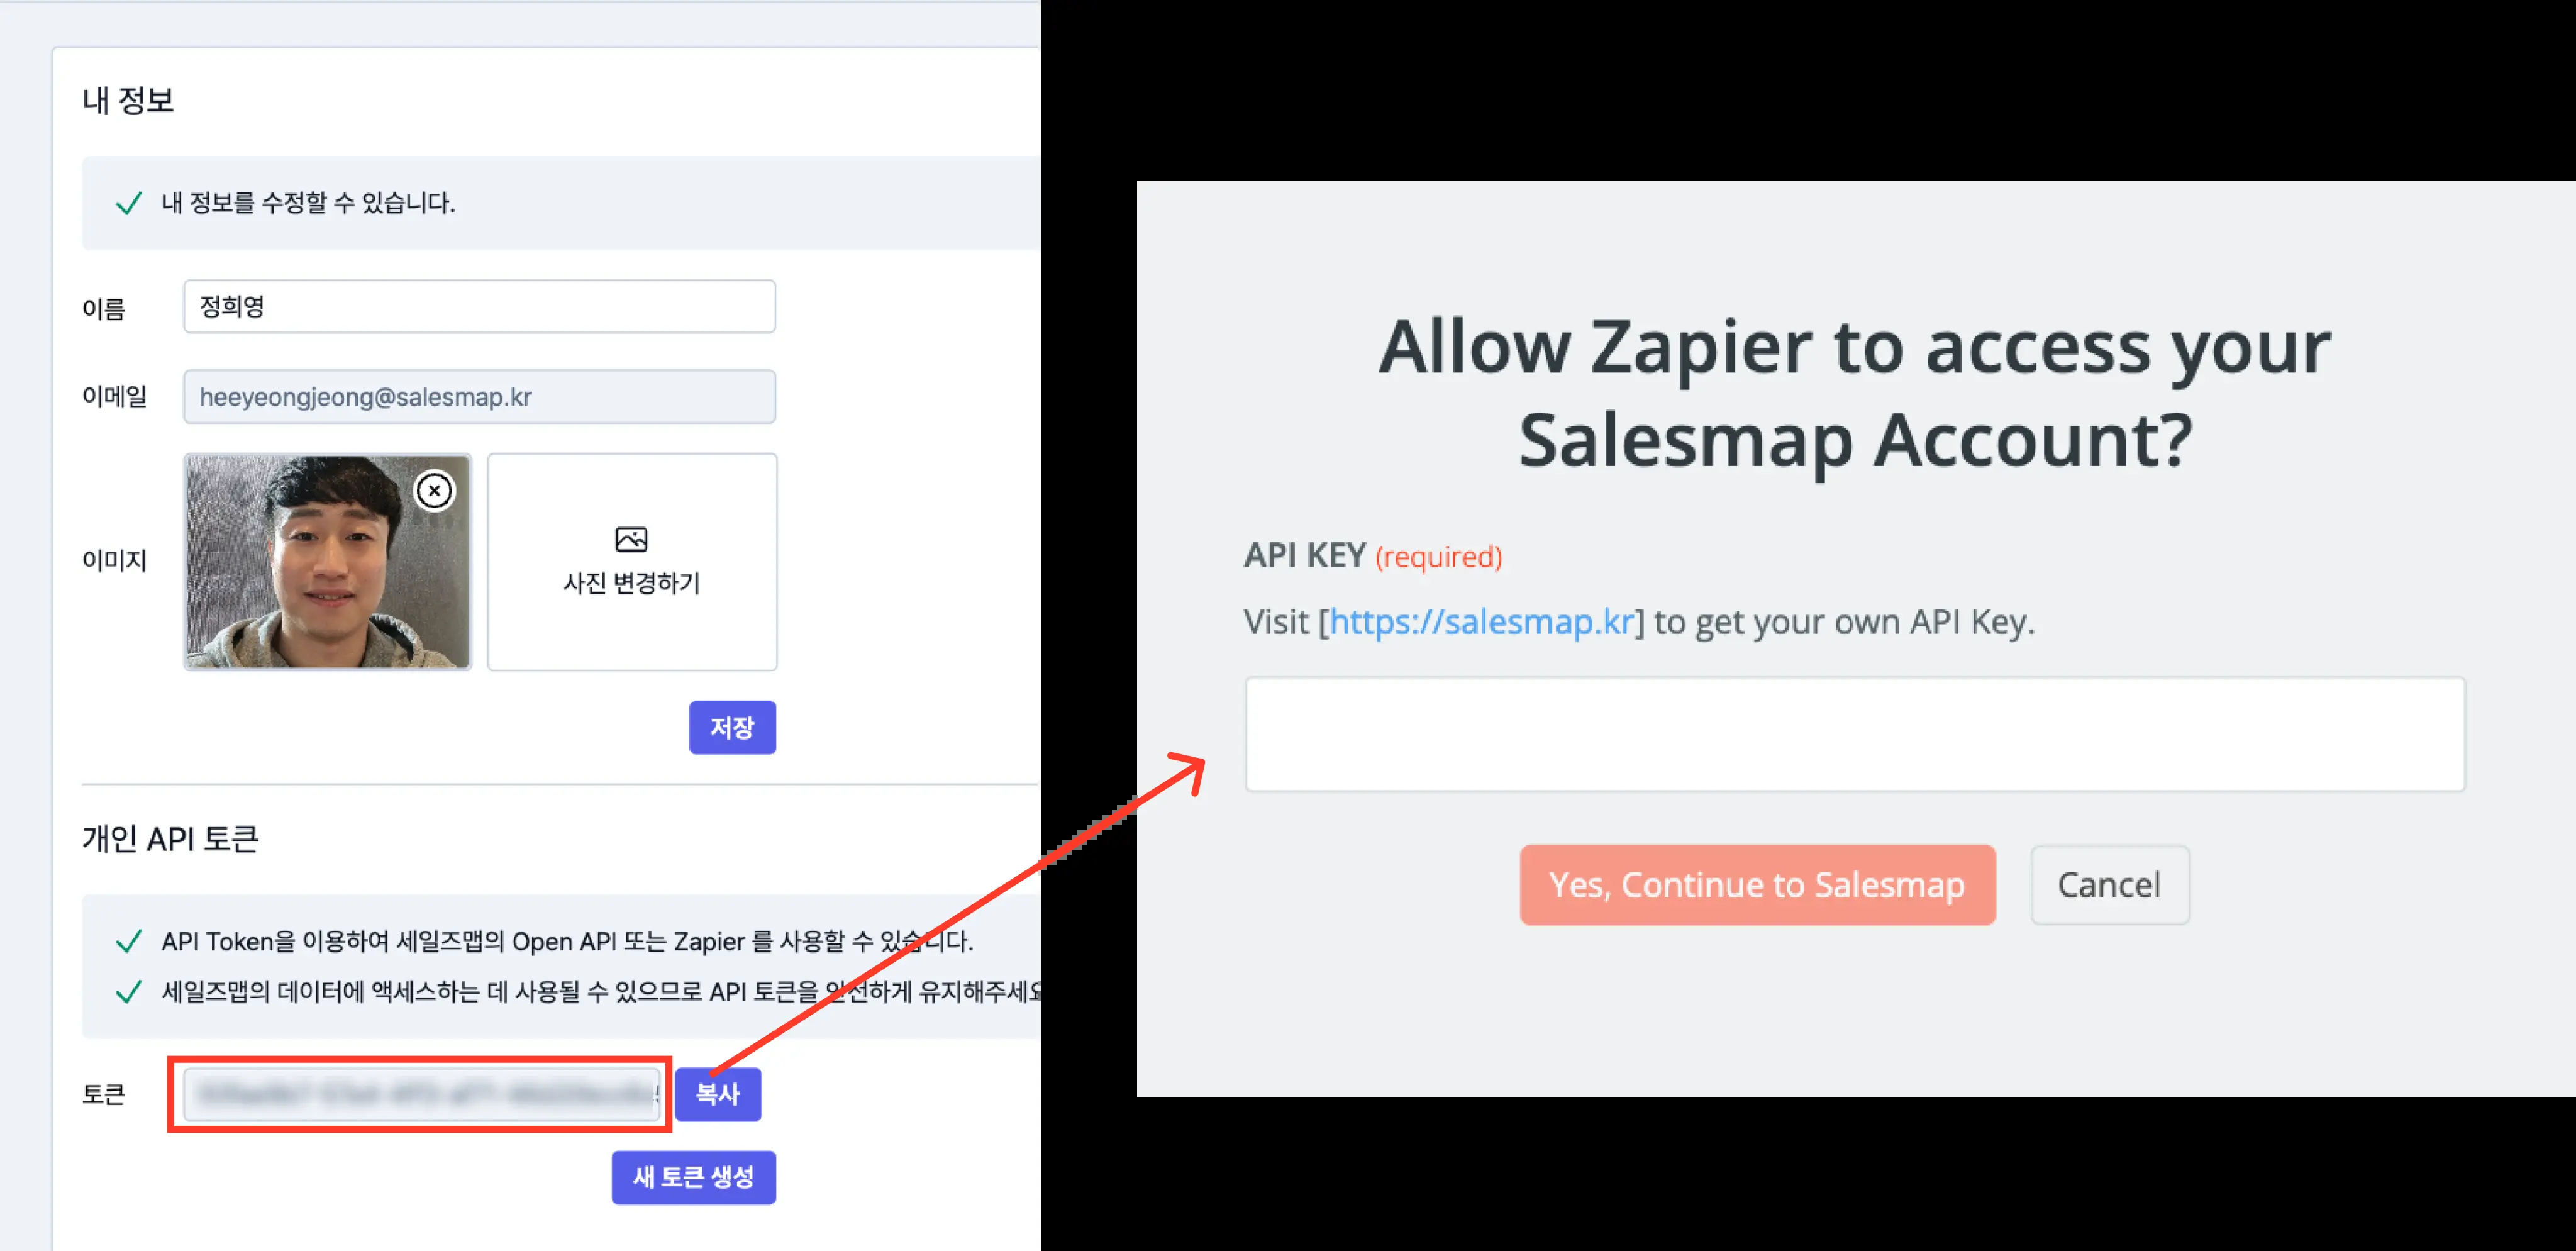 내 정보
내 정보를 수정할 수 있습니다.
이름
정희영
이메일
heeyeongjeong@salesmap.kr
이미지
사진 변경하기
저장
개인 API 토큰
API Token을 이용하여 세일즈맵의 Open API 또는 Zapier 를 사용할 수 있습니다.
세일즈맵의 데이터에 액세스하는 데 사용될 수 있으므로 API 토큰을 안전하게 유지해주세요
토큰
복사
새 토큰 생성
Allow Zapier to access your
Salesmap Account?
API KEY (required)
Visit [https://salesmap.kr] to get your own API Key.
Yes, Continue to Salesmap
Cancel